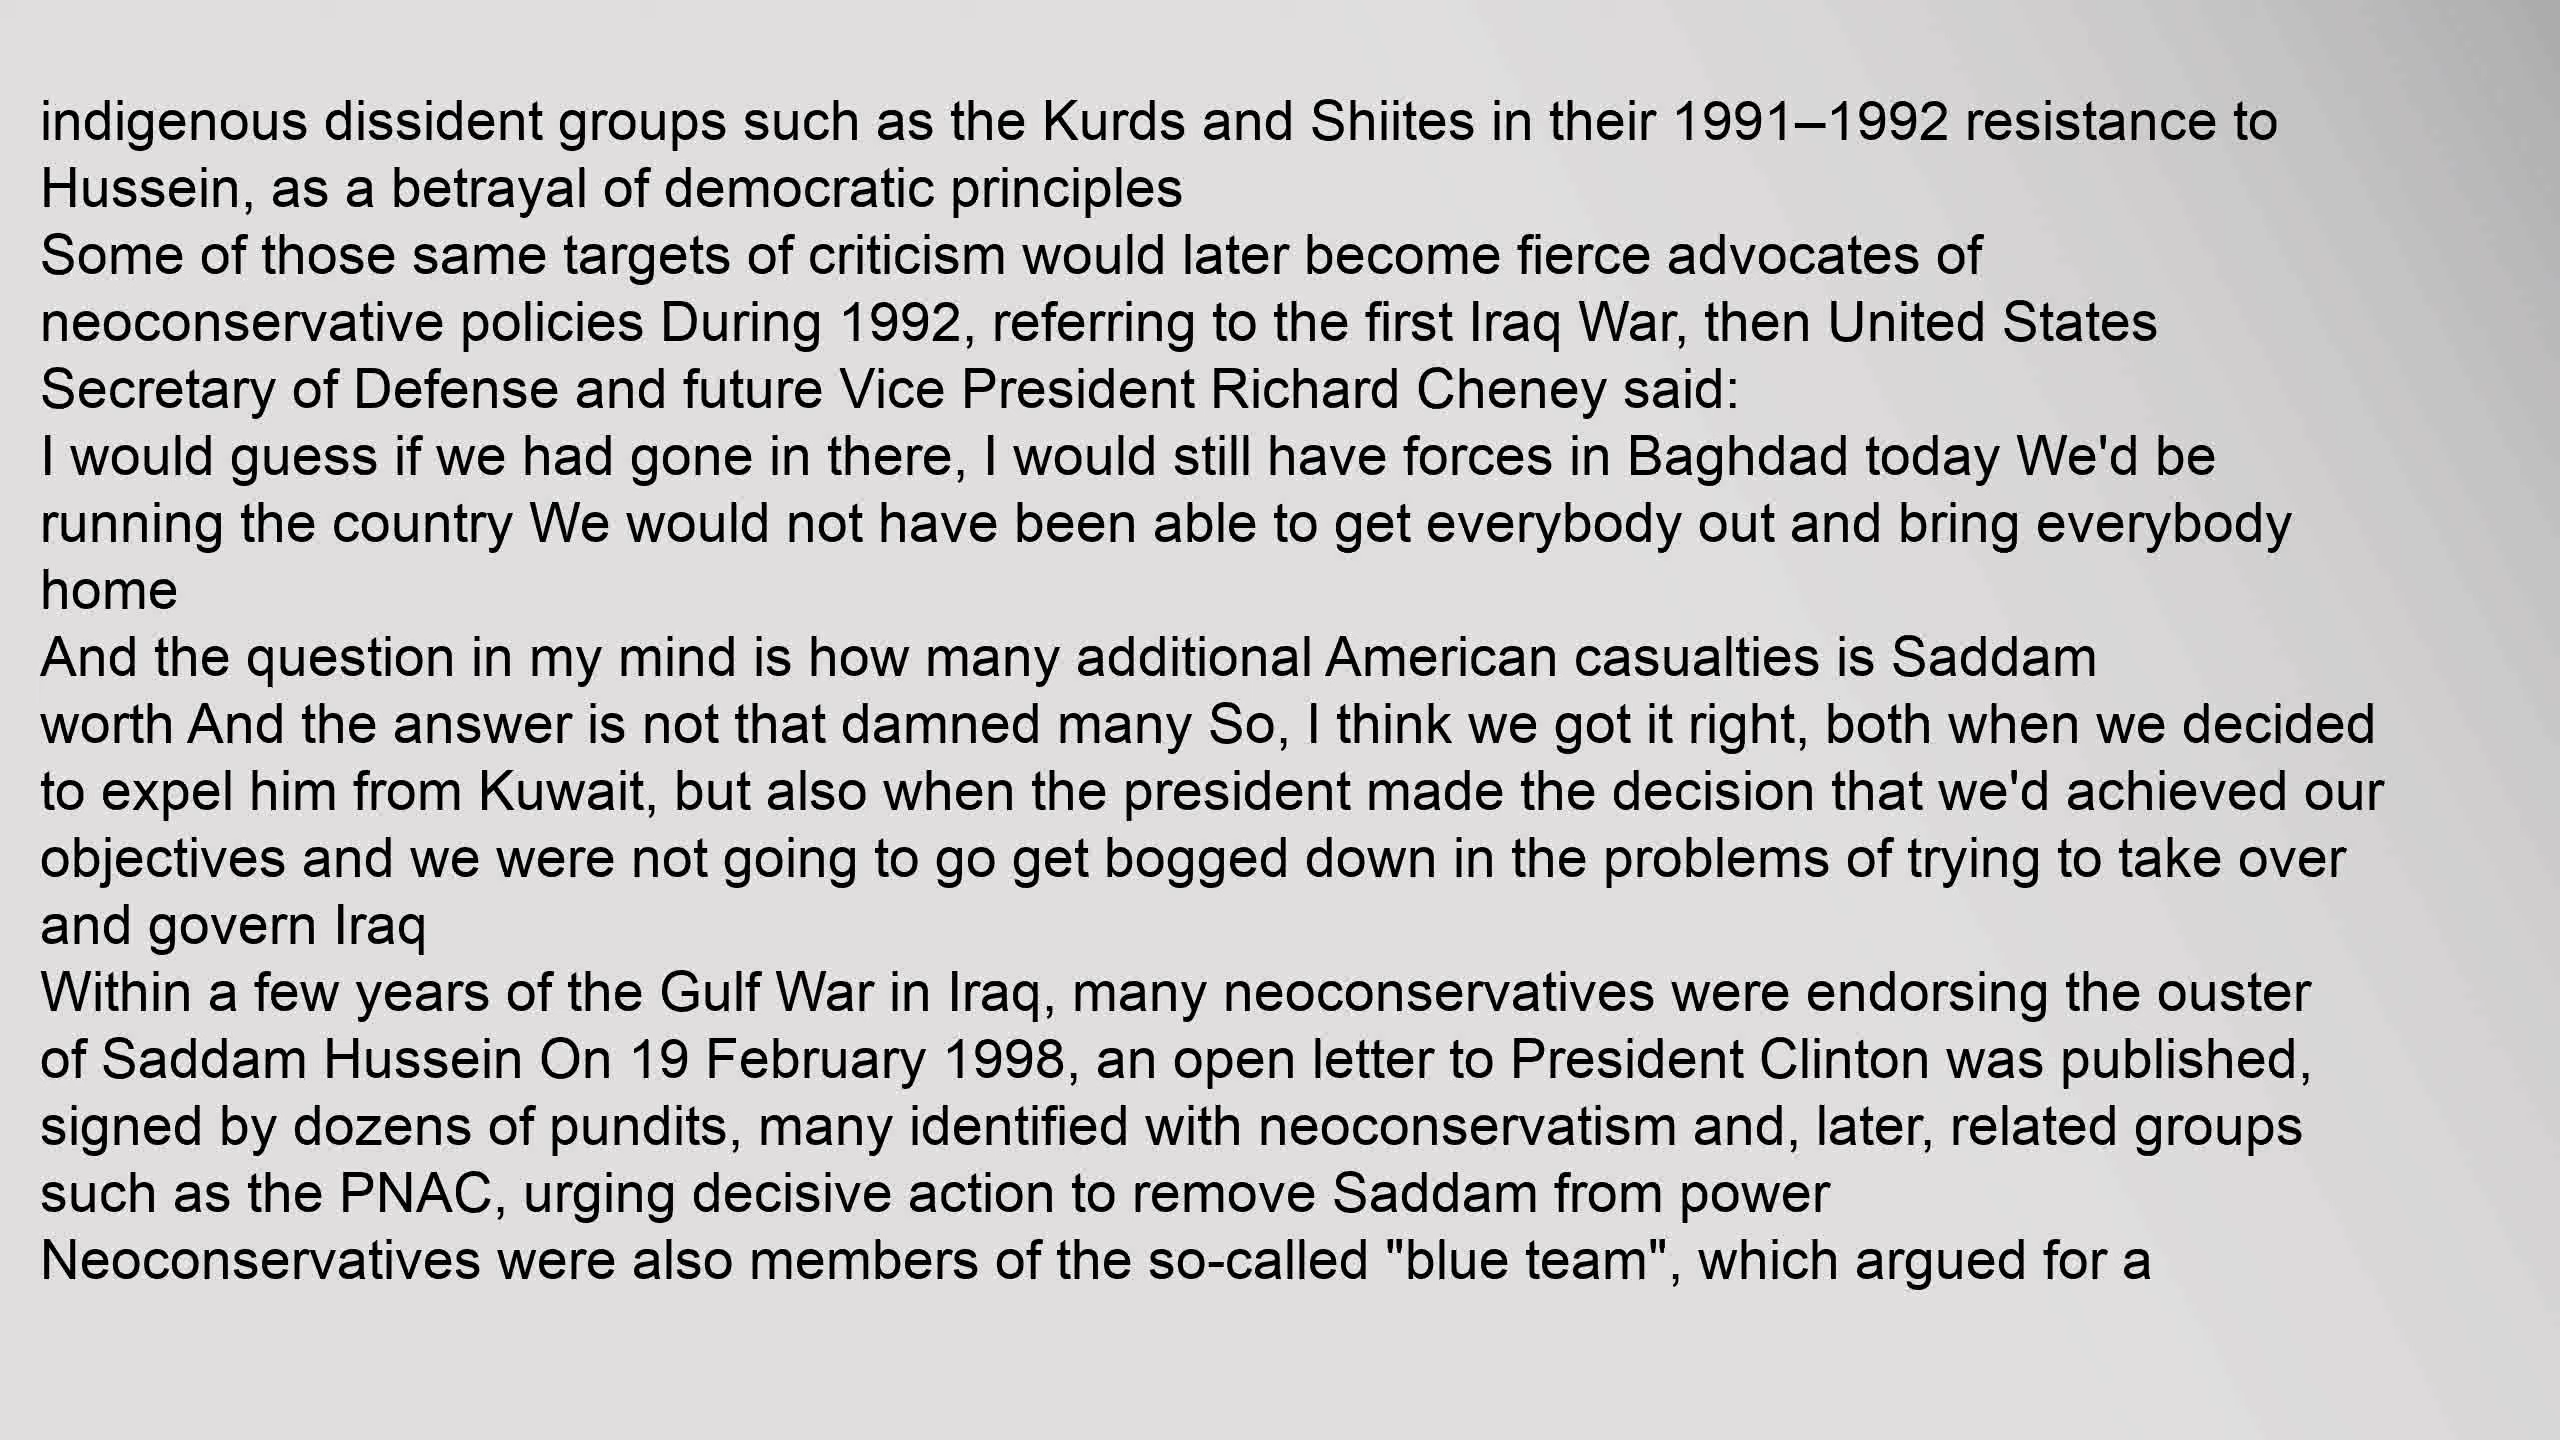 indigenous dissident groups such as the Kurds and Shiites in their 1991–1992 resistance to
Hussein, as a betrayal of democratic principles
Some of those same targets of criticism would later become fierce advocates of
neoconservative policies During 1992, referring to the first Iraq War, then United States
Secretary of Defense and future Vice President Richard Cheney said:
I would guess if we had gone in there, I would still have forces in Baghdad today We'd be
running the country We would not have been able to get everybody out and bring everybody
home
And the question in my mind is how many additional American casualties is Saddam
worth And the answer is not that damned many So, I think we got it right, both when we decided
to expel him from Kuwait, but also when the president made the decision that we'd achieved our
objectives and we were not going to go get bogged down in the problems of trying to take over
and govern Iraq
Within a few years of the Gulf War in Iraq, many neoconservatives were endorsing the ouster
of Saddam Hussein On 19 February 1998, an open letter to President Clinton was published,
signed by dozens of pundits, many identified with neoconservatism and, later, related groups
such as the PNAC, urging decisive action to remove Saddam from power
Neoconservatives were also members of the so-called "blue team", which argued for a